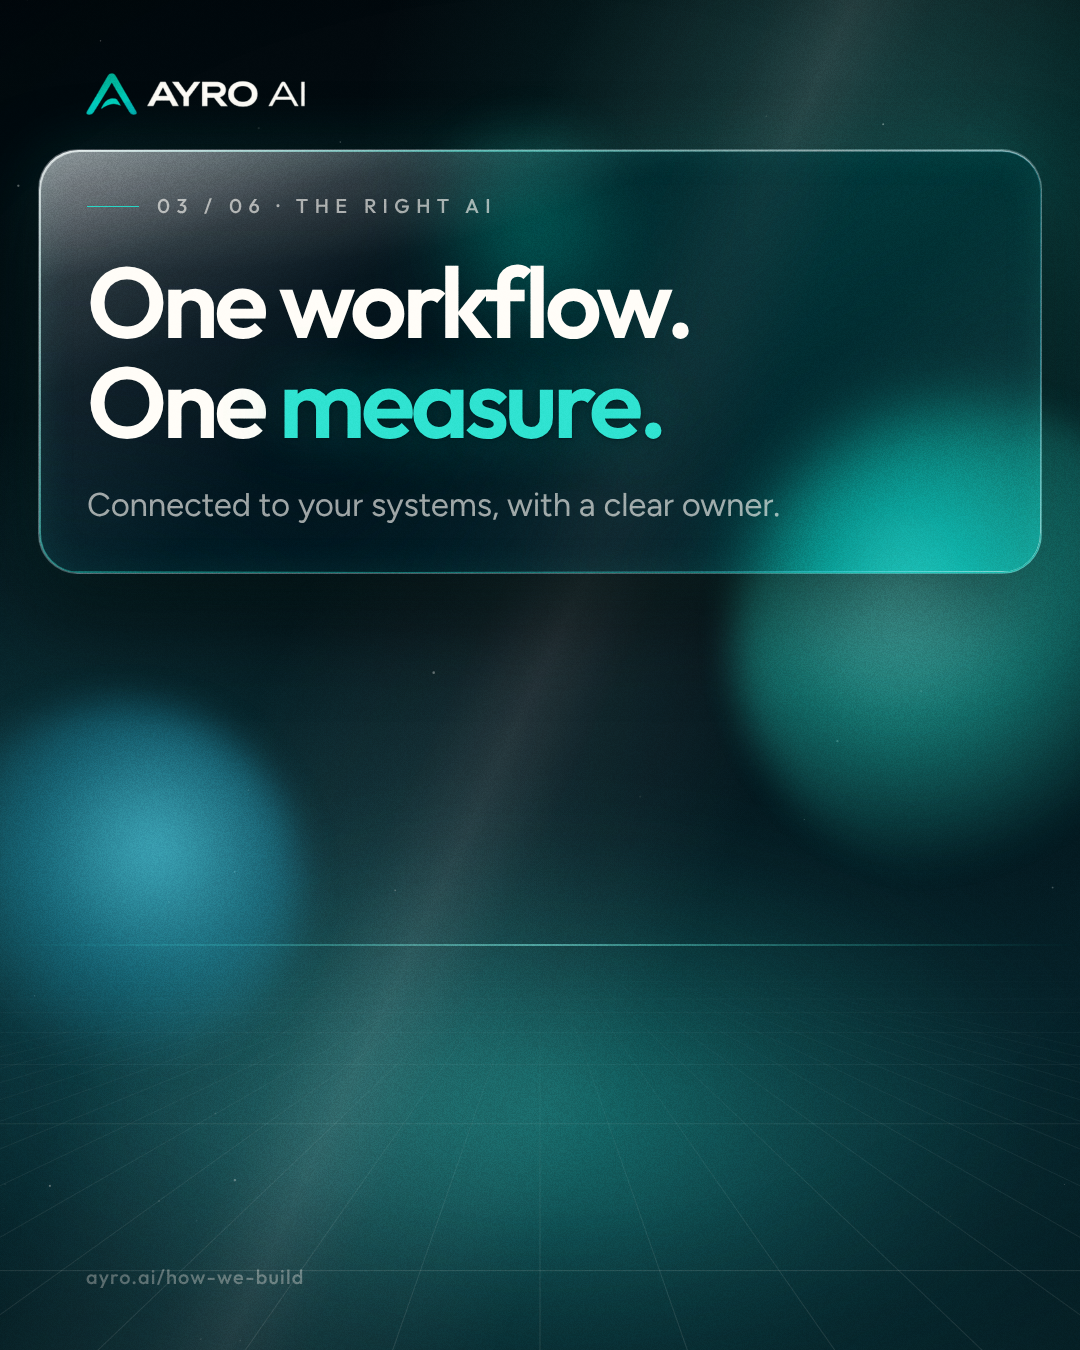 AYRO AI
03 / 06 · THE RIGHT AI
One workflow.
One measure.
Connected to your systems, with a clear owner.
ayro.ai/how-we-build